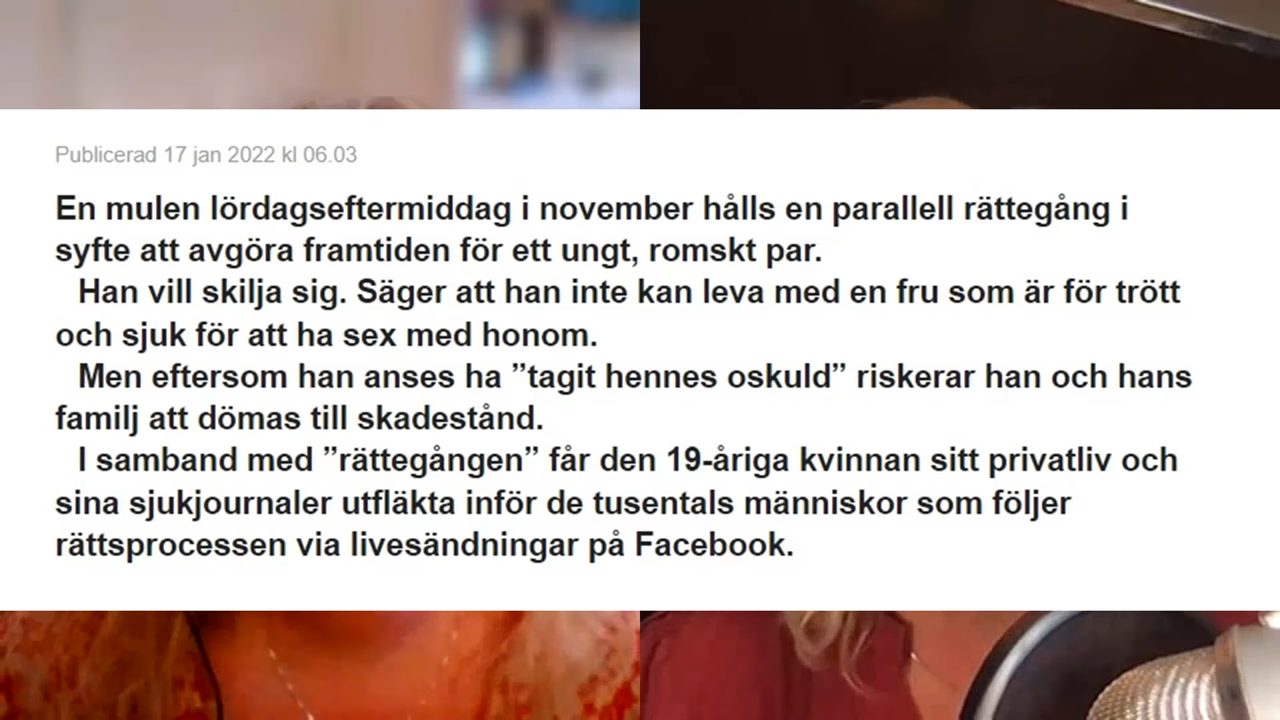 Publicerad 17 jan 2022 kl 06.03
En mulen lördagseftermiddag i november hålls en parallell rättegång i
syfte att avgöra framtiden för ett ungt, romskt par.
Han vill skilja sig. Säger att han inte kan leva med en fru som är för trött
och sjuk för att ha sex med honom.
Men eftersom han anses ha ”tagit hennes oskuld” riskerar han och hans
familj att dömas till skadestånd.
I samband med ”rättegången” får den 19-åriga kvinnan sitt privatliv och
sina sjukjournaler utfläkta inför de tusentals människor som följer
rättsprocessen via livesändningar på Facebook.